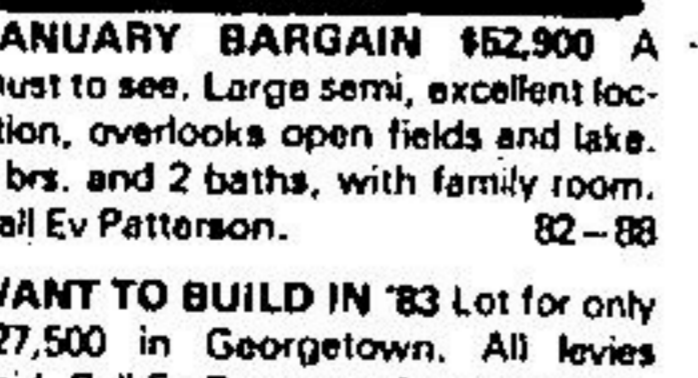 ANUARY BARGAIN $52,900 A
nust to see. Large semi, excellent loc-
tion, overlooks open fields and lake.
brs. and 2 baths, with family room.
all Ev Patterson. 82-88
WANT TO BUILD IN '83 Lot for only
27,500 in Georgetown. All levies